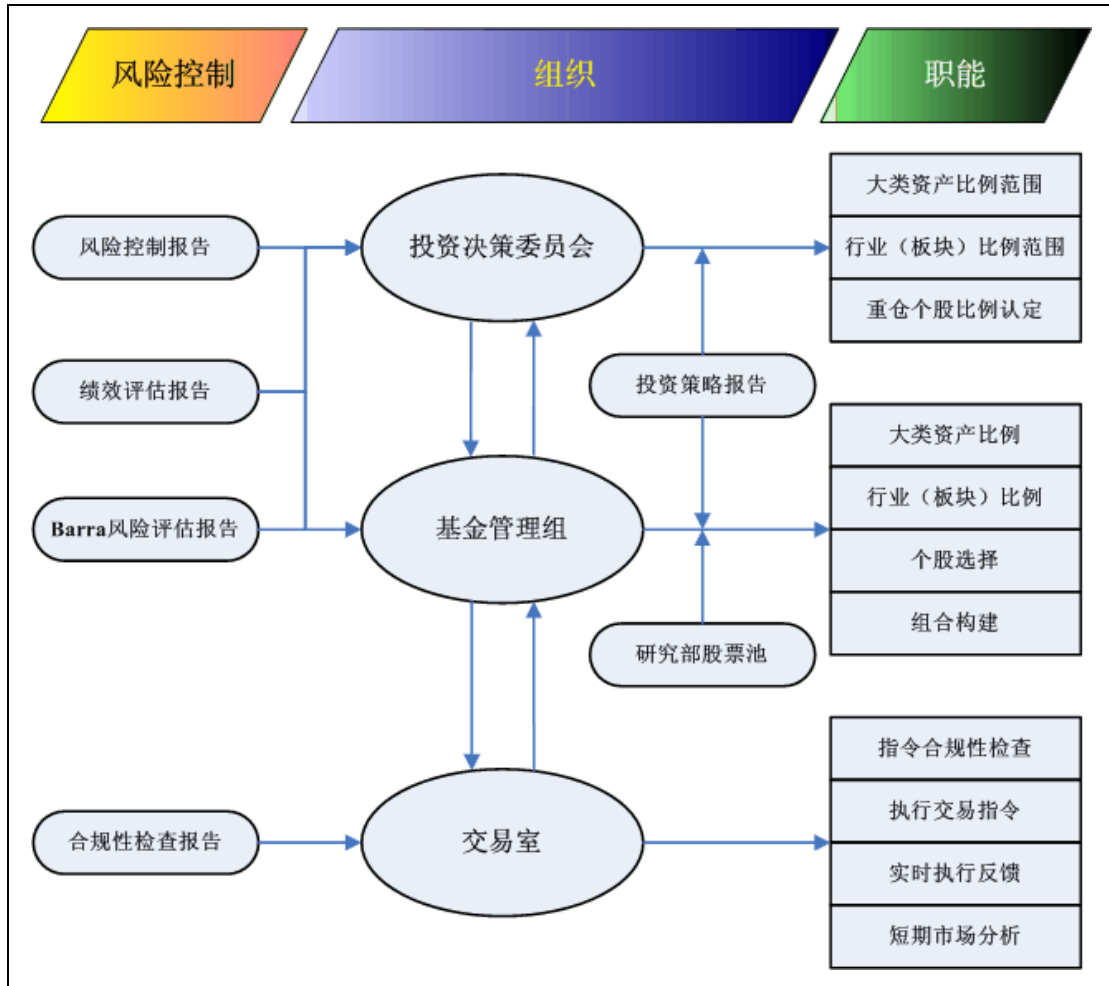 风险控制
组织
职能
风险控制报告
绩效评估报告
Barra风险评估报告
合规性检查报告
投资决策委员会
基金管理组
交易室
投资策略报告
研究部股票池
大类资产比例范围
行业（板块）比例范围
重仓个股比例认定
大类资产比例
行业（板块）比例
个股选择
组合构建
指令合规性检查
执行交易指令
实时执行反馈
短期市场分析